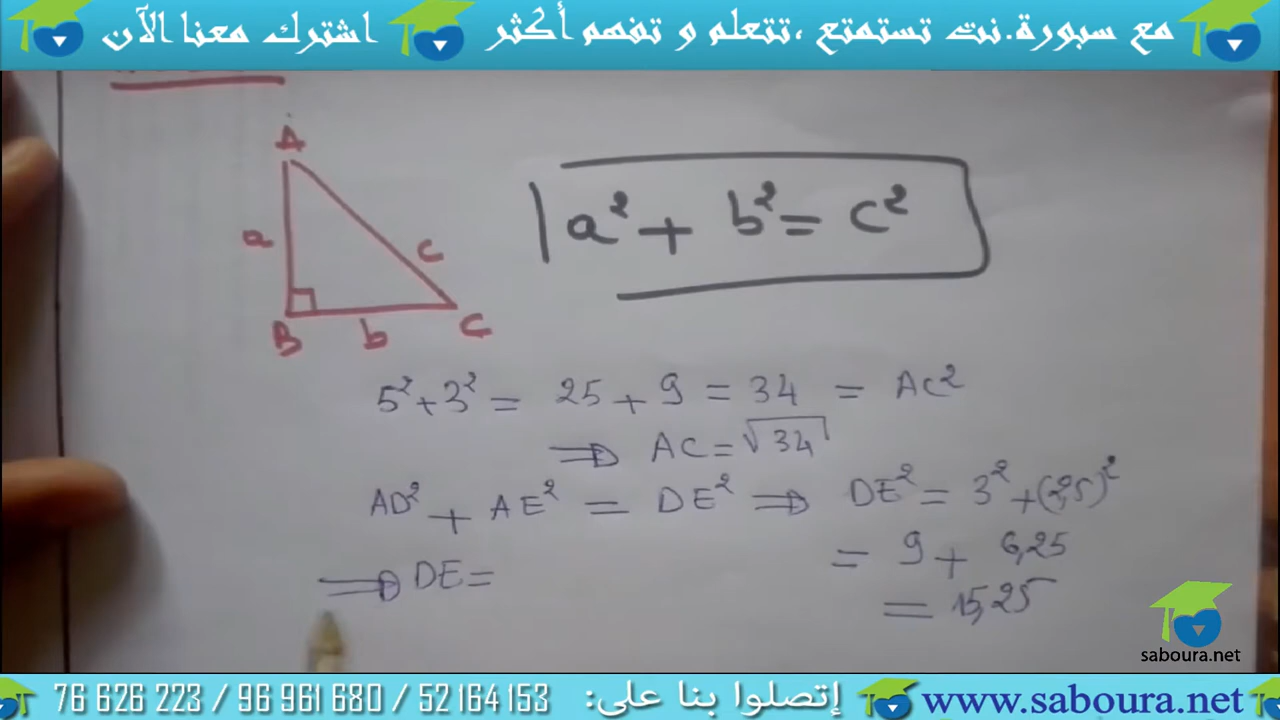 مع سبورة.نت تستمتع ،تتعلم و تفهم أكثر اشترك معنا الآن
A
a
c
B
b
C
a² + b² = c²
5² + 3² = 25 + 9 = 34 = AC²
⇒ AC = √34
AD² + AE² = DE² ⇒ DE² = 3² + (2,5)²
= 9 + 6,25
⇒ DE =
= 15,25
saboura.net
76 626 223 / 96 961 680 / 52 164 153 إتصلوا بنا على: www.saboura.net